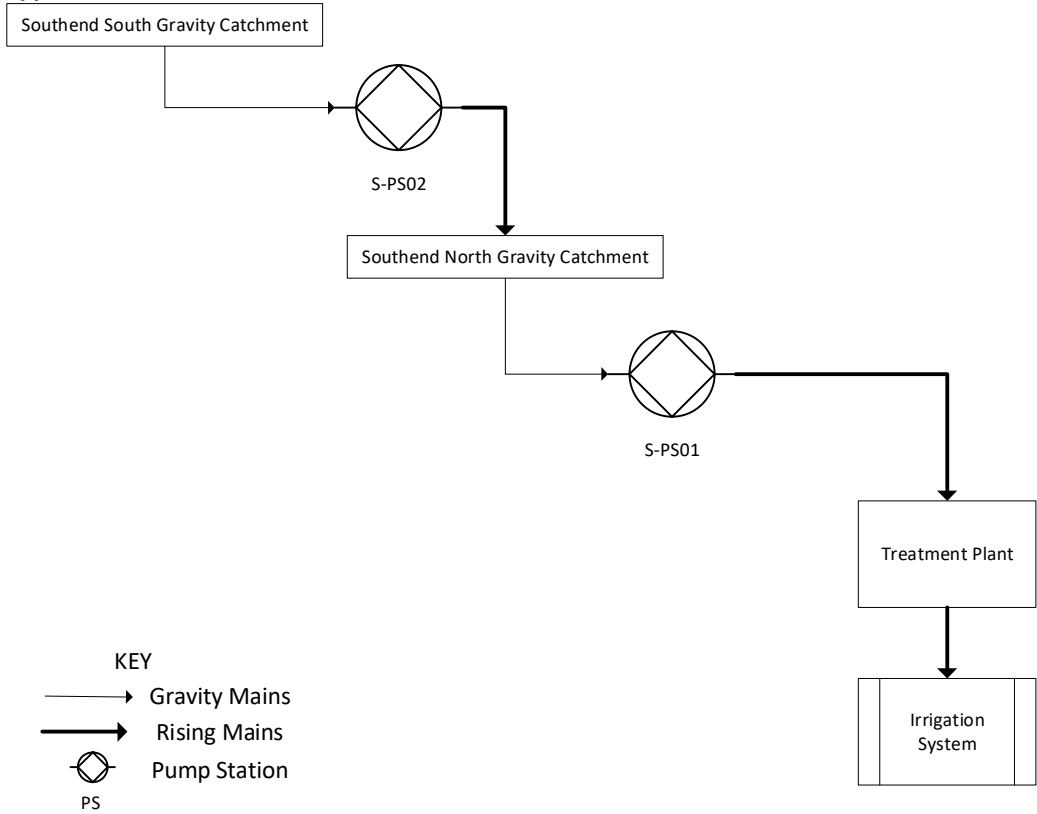 Southend South Gravity Catchment
S-PS02
Southend North Gravity Catchment
S-PS01
Treatment Plant
Irrigation
System
KEY
Gravity Mains
Rising Mains
Pump Station
PS